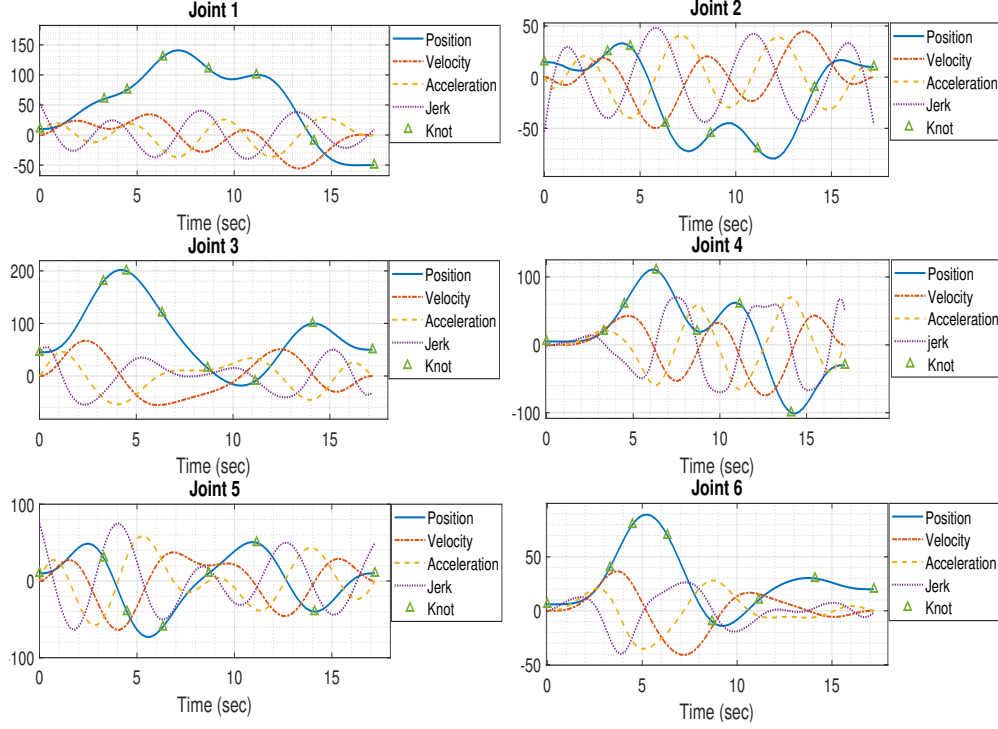 Joint 1
150
100
50
0
-50
0
5
10
15
Time (sec)
Position
Velocity
Acceleration
Jerk
Knot
Joint 2
50
0
-50
0
5
10
15
Time (sec)
Position
Velocity
Acceleration
Jerk
Knot
Joint 3
200
100
0
0
5
10
15
Time (sec)
Position
Velocity
Acceleration
Jerk
Knot
Joint 4
100
0
-100
0
5
10
15
Time (sec)
Position
Velocity
Acceleration
jerk
Knot
Joint 5
100
0
100
0
5
10
15
Time (sec)
Position
Velocity
Acceleration
Jerk
Knot
Joint 6
50
0
-50
0
5
10
15
Time (sec)
Position
Velocity
Acceleration
Jerk
Knot